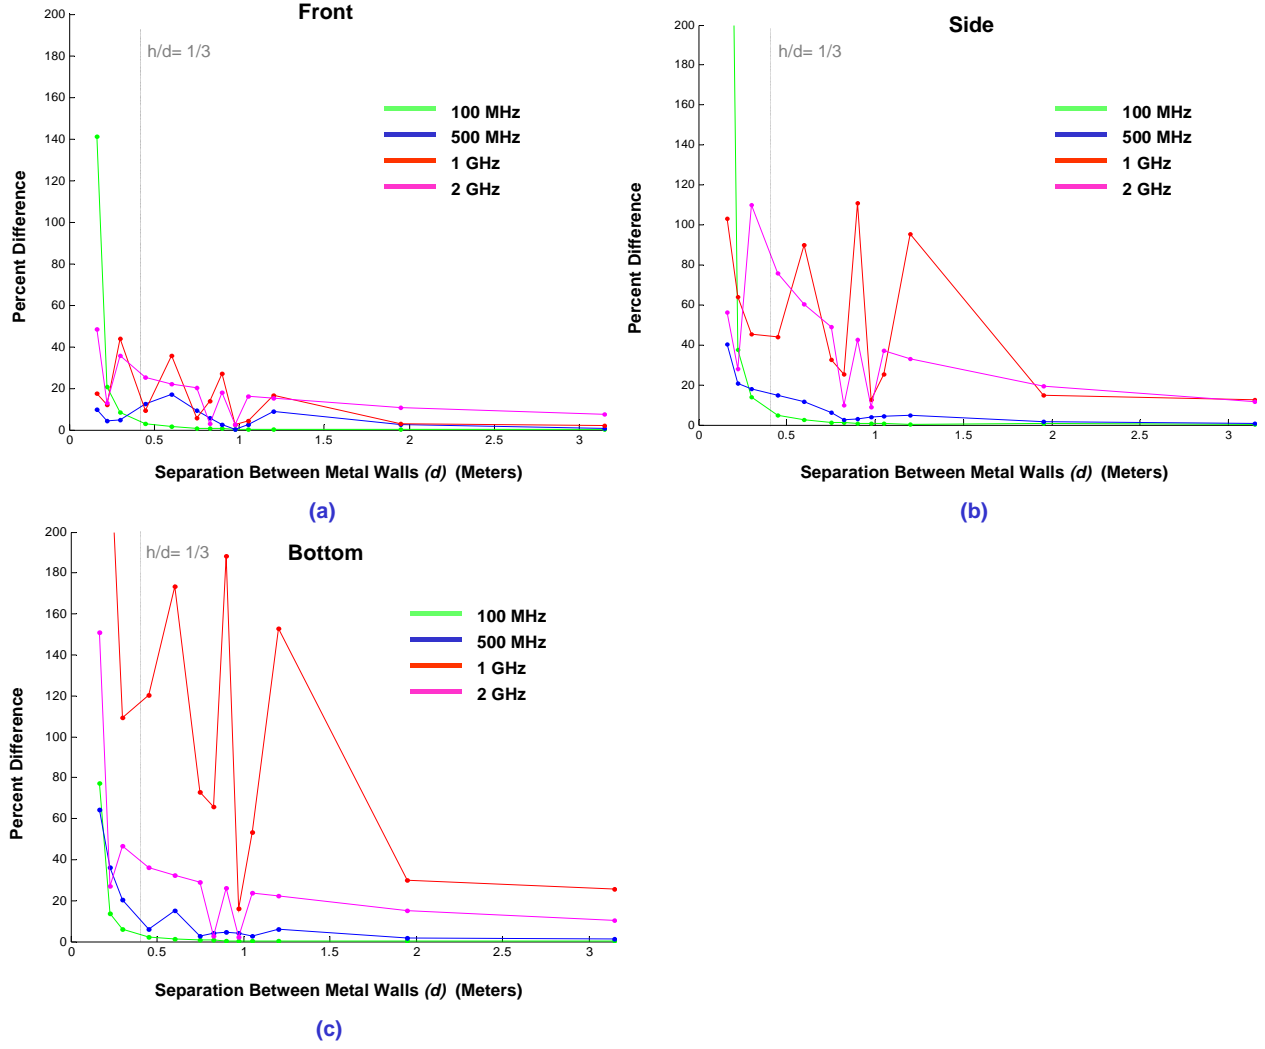 Front
200
180
160
140
120
100
80
60
40
20
0
h/d= 1/3
100 MHz
500 MHz
1 GHz
2 GHz
Percent Difference
0 0.5 1 1.5 2 2.5 3
Separation Between Metal Walls (d) (Meters)
(a)
Side
200
180
160
140
120
100
80
60
40
20
0
h/d= 1/3
100 MHz
500 MHz
1 GHz
2 GHz
Percent Difference
0 0.5 1 1.5 2 2.5 3
Separation Between Metal Walls (d) (Meters)
(b)
Bottom
200
180
160
140
120
100
80
60
40
20
0
h/d= 1/3
100 MHz
500 MHz
1 GHz
2 GHz
Percent Difference
0 0.5 1 1.5 2 2.5 3
Separation Between Metal Walls (d) (Meters)
(c)